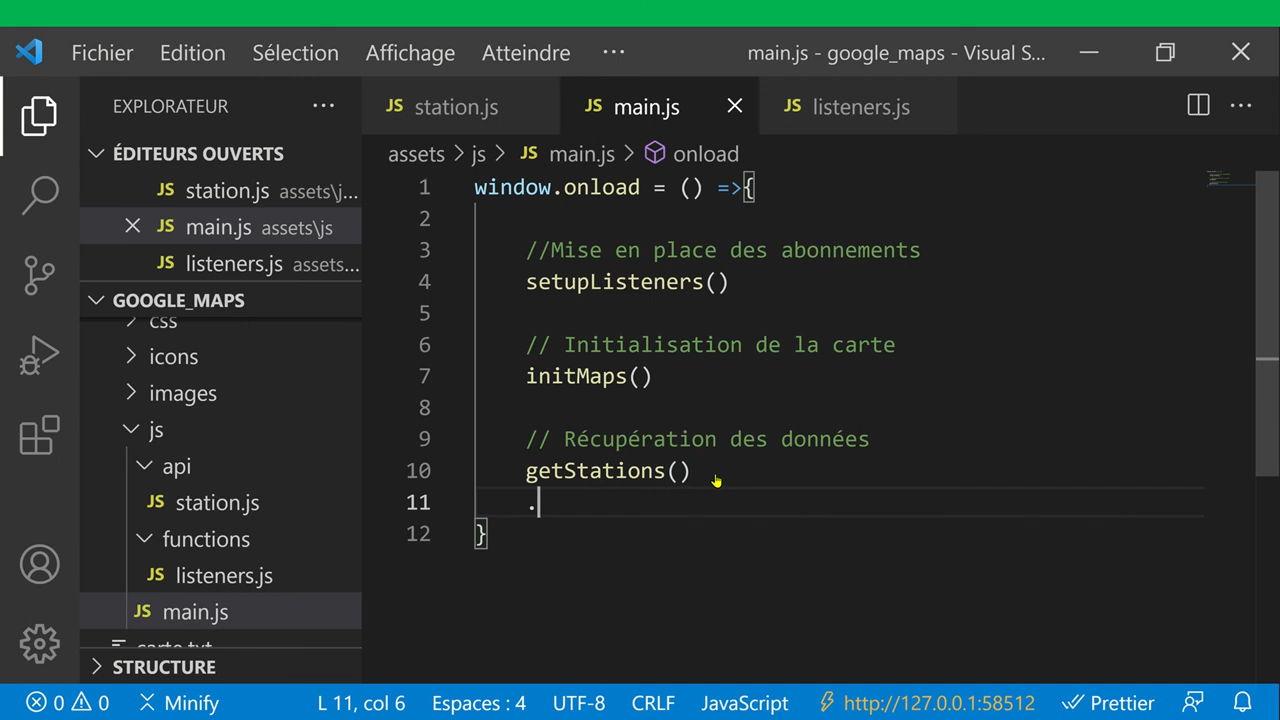 Fichier Edition Sélection Affichage Atteindre ··· main.js - google_maps - Visual S...
EXPLORATEUR ···
JS station.js JS main.js JS listeners.js ···
ÉDITEURS OUVERTS
JS station.js assets\j...
JS main.js assets\js
JS listeners.js assets...
GOOGLE_MAPS
css
icons
images
js
api
JS station.js
functions
JS listeners.js
JS main.js
carte.txt
STRUCTURE
assets > js > JS main.js > onload
1 window.onload = () =>{
2
3 //Mise en place des abonnements
4 setupListeners()
5
6 // Initialisation de la carte
7 initMaps()
8
9 // Récupération des données
10 getStations()
11 .
12 }
0 0 Minify L 11, col 6 Espaces : 4 UTF-8 CRLF JavaScript http://127.0.0.1:58512 Prettier